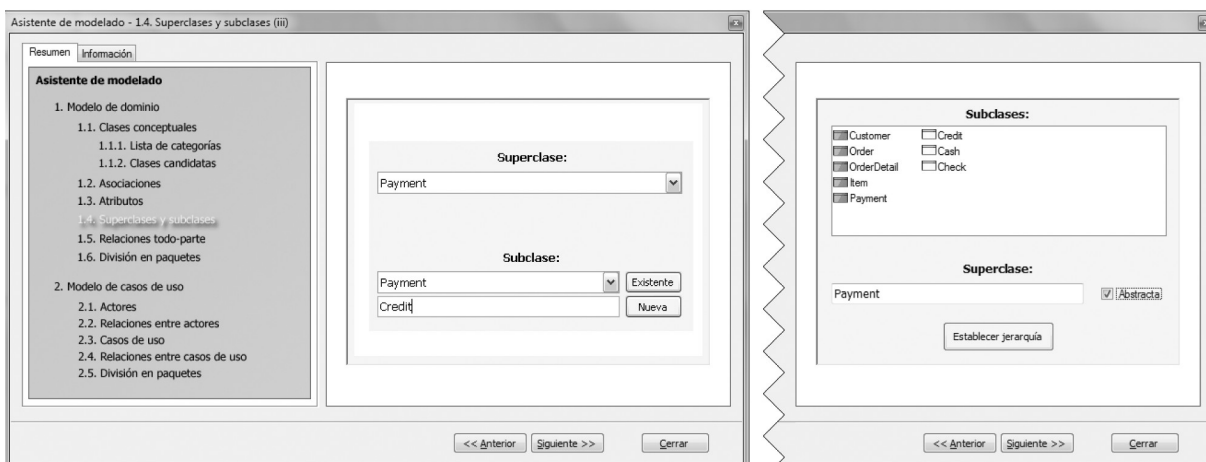 Asistente de modelado - 1.4. Superclases y subclases (iii)
Resumen
Información
Asistente de modelado
1. Modelo de dominio
1.1. Clases conceptuales
1.1.1. Lista de categorías
1.1.2. Clases candidatas
1.2. Asociaciones
1.3. Atributos
1.4. Superclases y subclases
1.5. Relaciones todo-parte
1.6. División en paquetes
2. Modelo de casos de uso
2.1. Actores
2.2. Relaciones entre actores
2.3. Casos de uso
2.4. Relaciones entre casos de uso
2.5. División en paquetes
Superclase:
Payment
Subclase:
Payment
Existente
Credit
Nueva
<< Anterior
Siguiente >>
Cerrar
Subclases:
Customer
Order
OrderDetail
Item
Payment
Credit
Cash
Check
Superclase:
Payment
Abstracta
Establecer jerarquía
<< Anterior
Siguiente >>
Cerrar